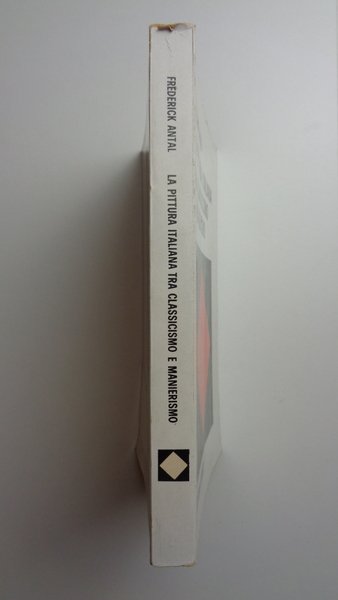 FREDERICK ANTAL LA PITTURA ITALIANA TRA CLASSICISMO E MANIERISMO